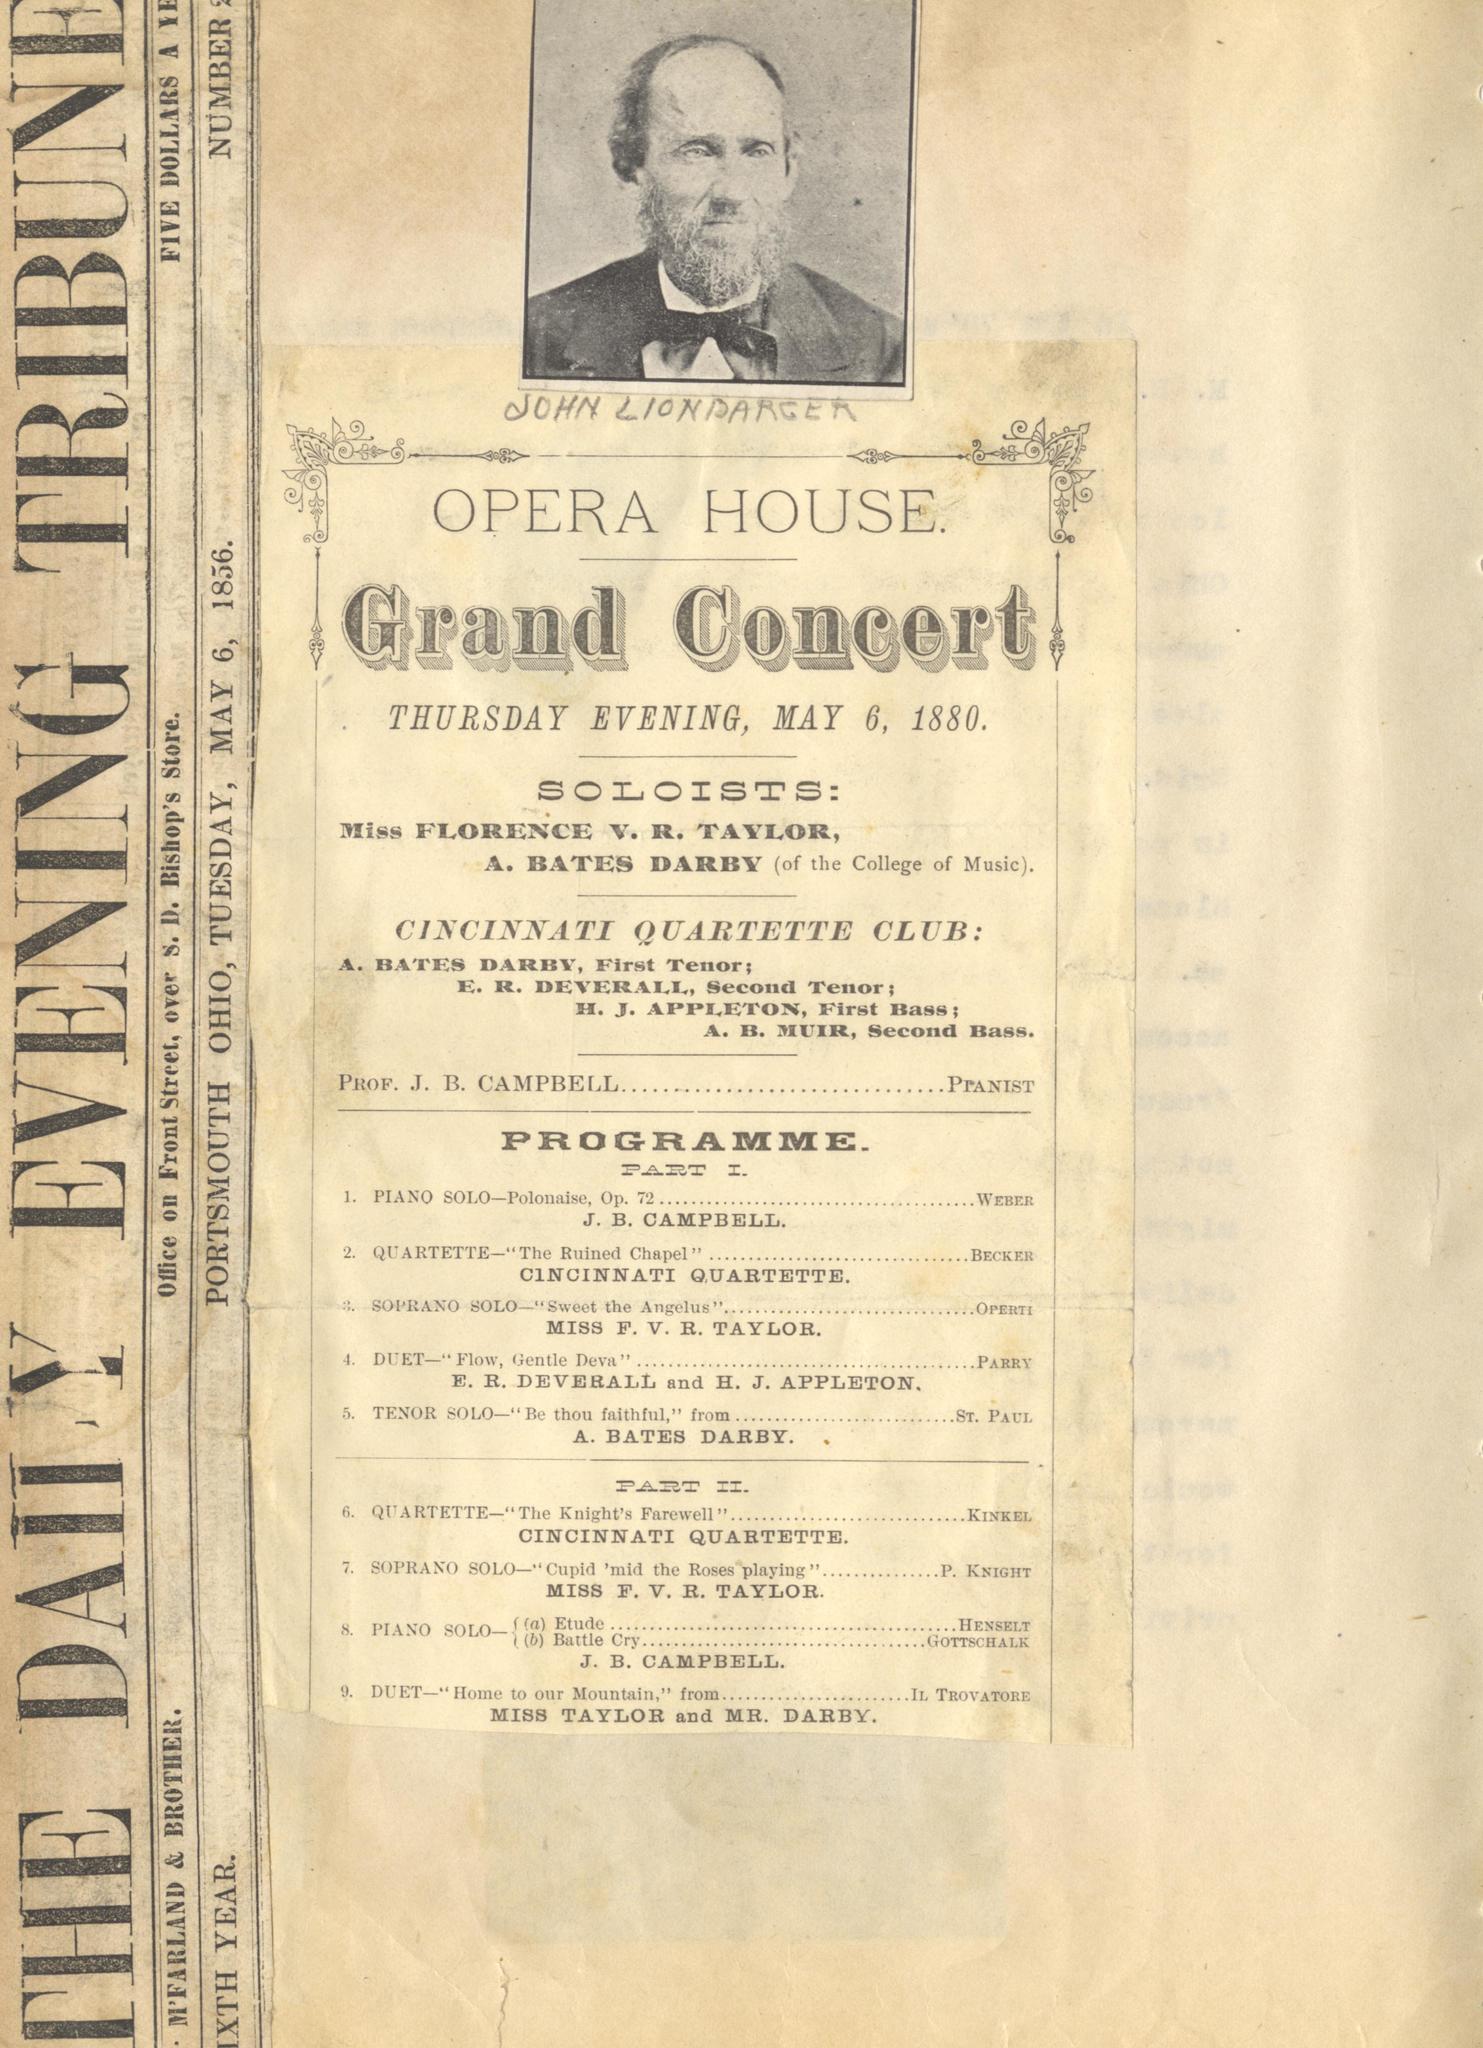 THE DAILY EVENING TRIBUNE
M'FARLAND & BROTHER.
Office on Front Street, over S. D. Bishop's Store.
FIVE DOLLARS A YE
IXTH YEAR.
PORTSMOUTH OHIO, TUESDAY, MAY 6, 1856.
NUMBER
JOHN LIONBARGER
OPERA HOUSE.
Grand Concert
THURSDAY EVENING, MAY 6, 1880.
SOLOISTS:
Miss FLORENCE V. R. TAYLOR,
A. BATES DARBY (of the College of Music).
CINCINNATI QUARTETTE CLUB:
A. BATES DARBY, First Tenor;
E. R. DEVERALL, Second Tenor;
H. J. APPLETON, First Bass;
A. B. MUIR, Second Bass.
PROF. J. B. CAMPBELL..............................PIANIST
PROGRAMME.
PART I.
1. PIANO SOLO—Polonaise, Op. 72..............................WEBER
J. B. CAMPBELL.
2. QUARTETTE—"The Ruined Chapel"..............................BECKER
CINCINNATI QUARTETTE.
3. SOPRANO SOLO—"Sweet the Angelus"..............................OPERTI
MISS F. V. R. TAYLOR.
4. DUET—"Flow, Gentle Deva"..............................PARRY
E. R. DEVERALL and H. J. APPLETON.
5. TENOR SOLO—"Be thou faithful," from..............................ST. PAUL
A. BATES DARBY.
PART II.
6. QUARTETTE—"The Knight's Farewell"..............................KINKEL
CINCINNATI QUARTETTE.
7. SOPRANO SOLO—"Cupid 'mid the Roses playing"...............P. KNIGHT
MISS F. V. R. TAYLOR.
8. PIANO SOLO—{(a) Etude..............................HENSELT
{(b) Battle Cry..............................GOTTSCHALK
J. B. CAMPBELL.
9. DUET—"Home to our Mountain," from........................IL TROVATORE
MISS TAYLOR and MR. DARBY.